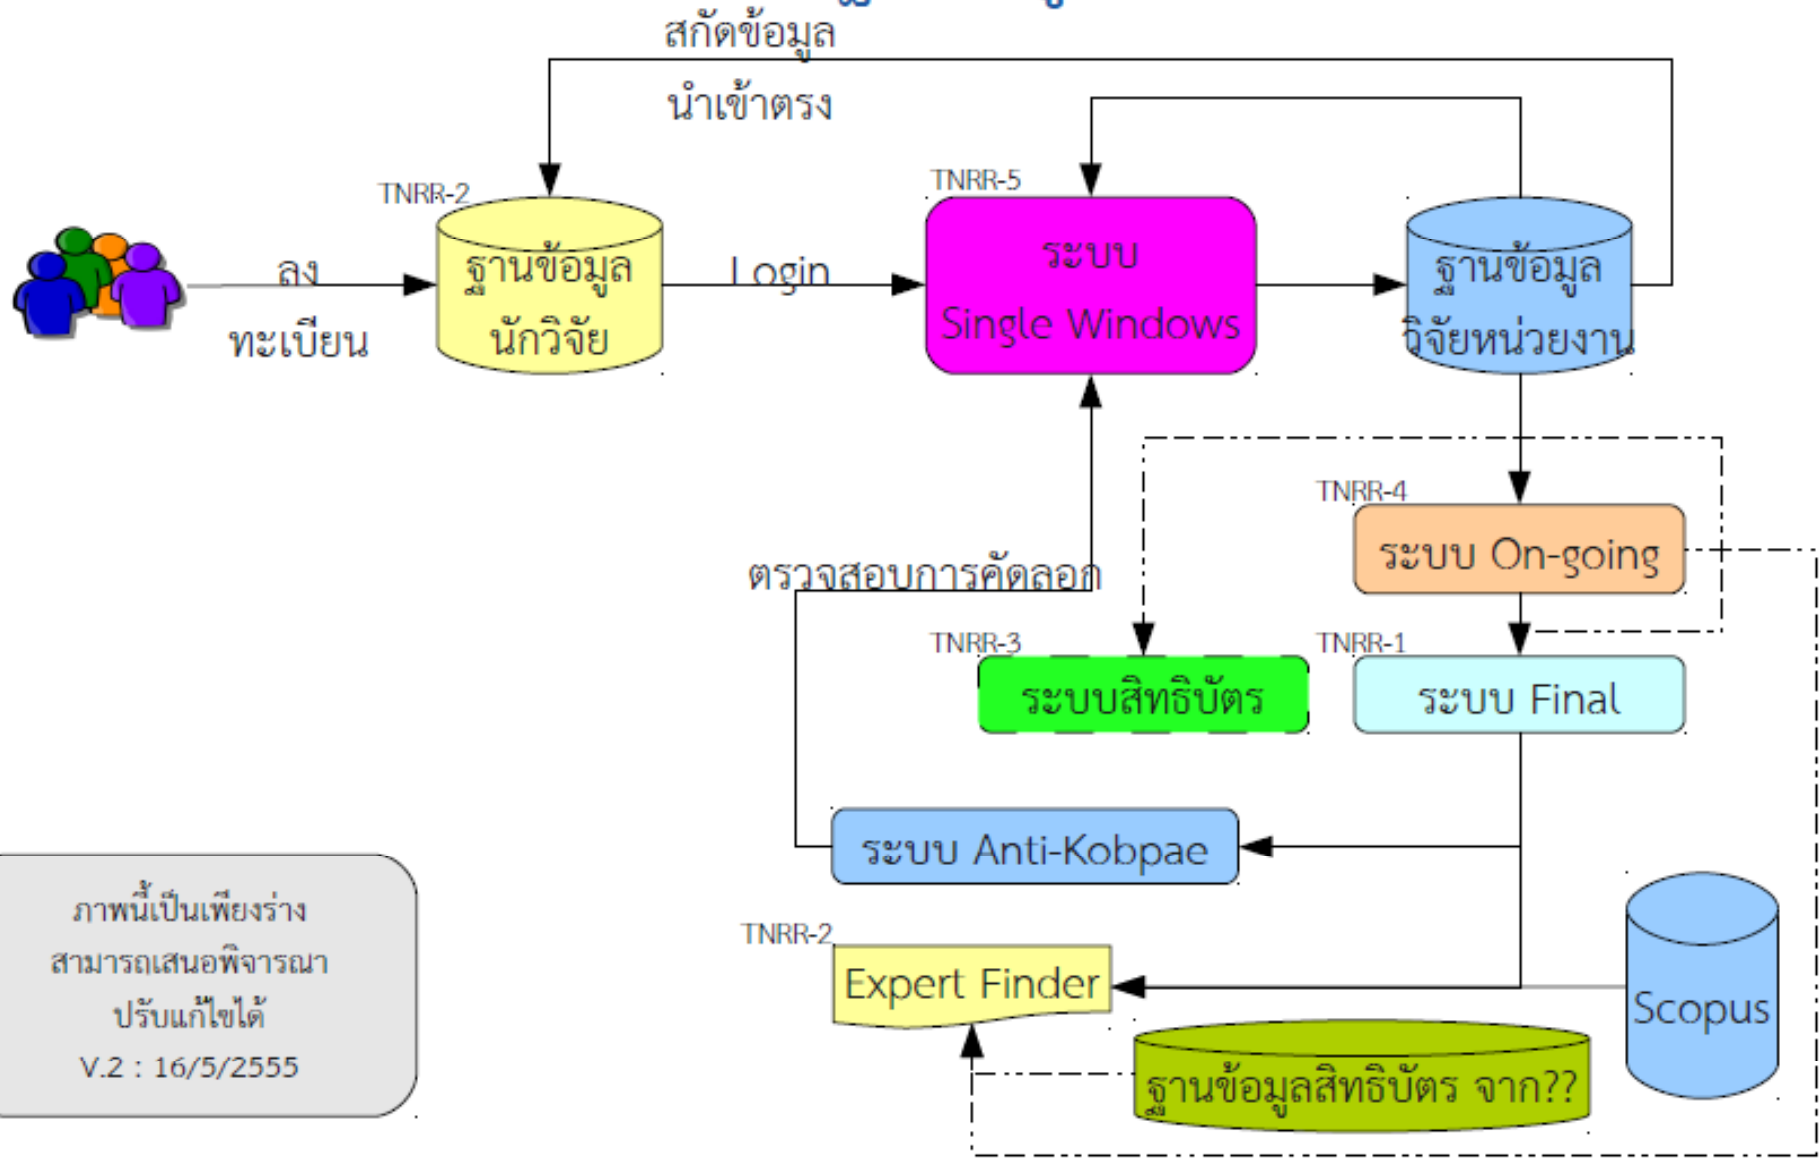 สกัดข้อมูล
นำเข้าตรง
TNRR-2
TNRR-5
ลง
ทะเบียน
ฐานข้อมูล
นักวิจัย
Login
ระบบ
Single Windows
ฐานข้อมูล
วิจัยหน่วยงาน
TNRR-4
ระบบ On-going
ตรวจสอบการคัดลอก
TNRR-3
ระบบสิทธิบัตร
TNRR-1
ระบบ Final
ระบบ Anti-Kobpae
TNRR-2
Expert Finder
Scopus
ฐานข้อมูลสิทธิบัตร จาก??
ภาพนี้เป็นเพียงร่าง
สามารถเสนอพิจารณา
ปรับแก้ไขได้
V.2 : 16/5/2555